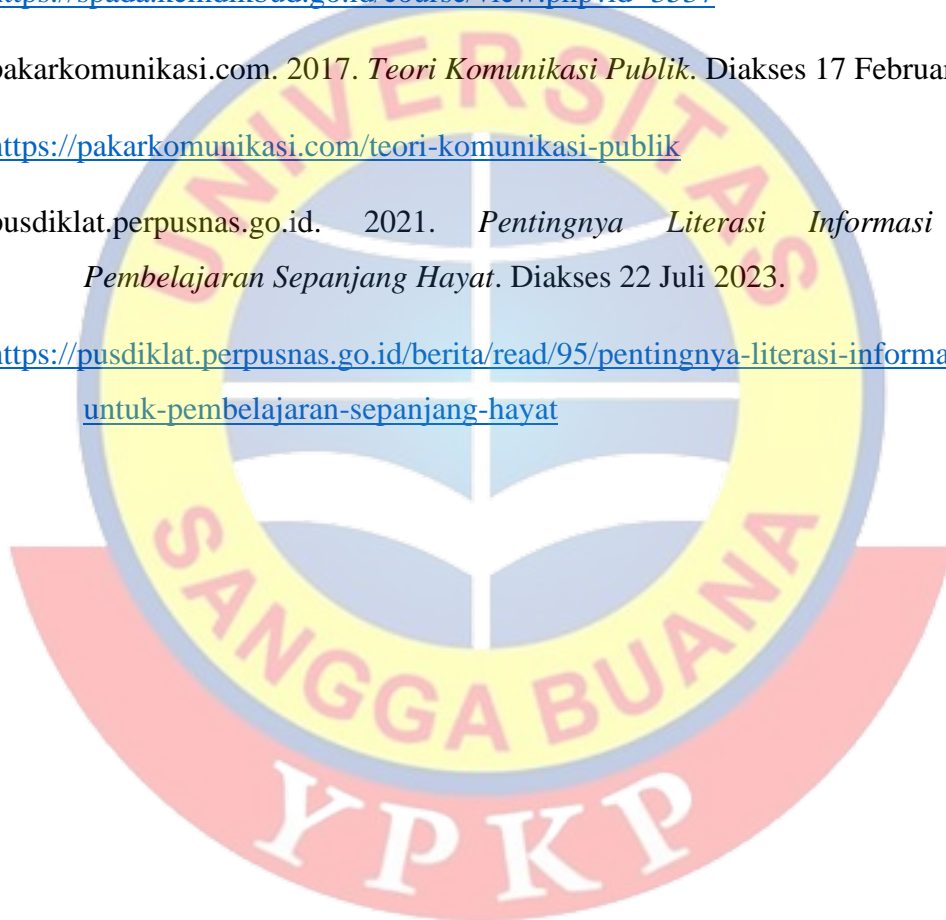 pakarkomunikasi.com. 2017. Teori Komunikasi Publik. Diakses 17 Februar
https://pakarkomunikasi.com/teori-komunikasi-publik
pusdiklat.perpusnas.go.id. 2021. Pentingnya Literasi Informasi
Pembelajaran Sepanjang Hayat. Diakses 22 Juli 2023.
https://pusdiklat.perpusnas.go.id/berita/read/95/pentingnya-literasi-informa
untuk-pembelajaran-sepanjang-hayat
UNIVERSITAS
SANGGA BUANA
YPKP